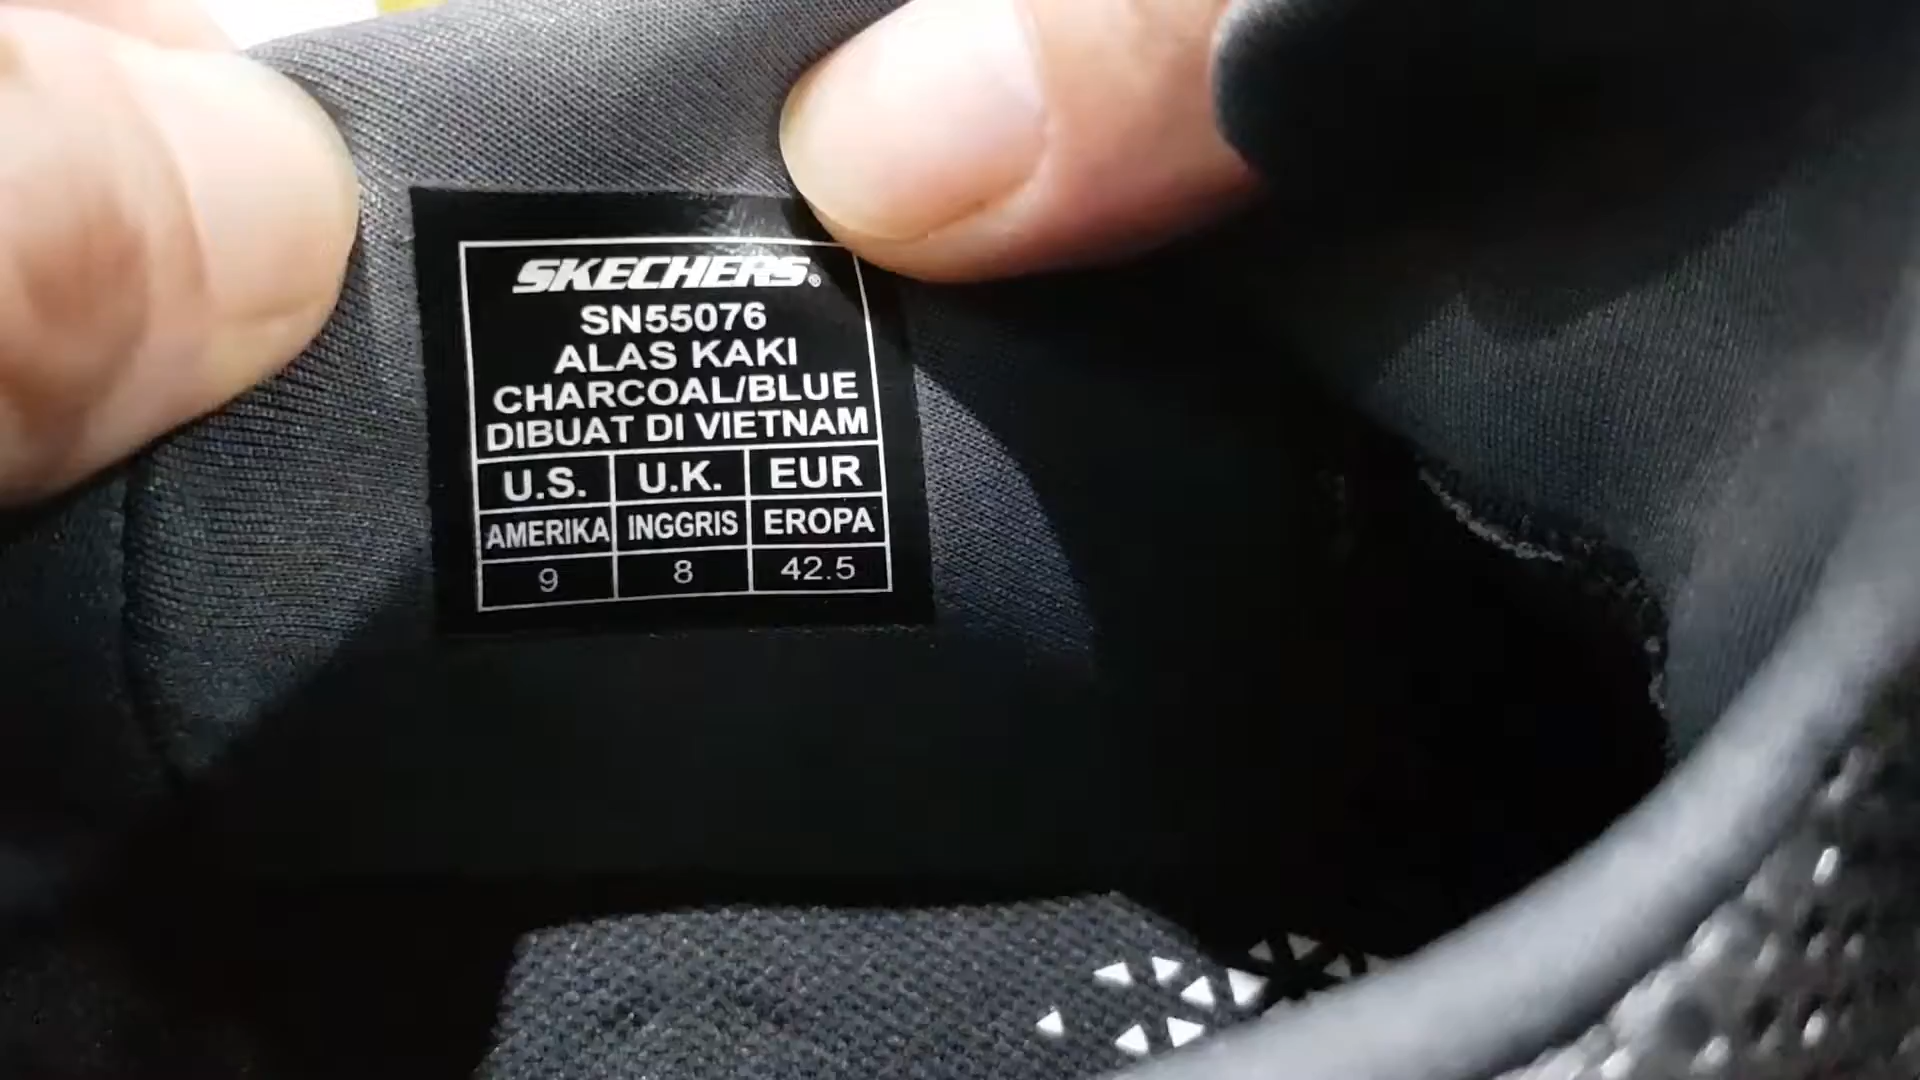 SKECHERS®
SN55076
ALAS KAKI
CHARCOAL/BLUE
DIBUAT DI VIETNAM
U.S. U.K. EUR
AMERIKA INGGRIS EROPA
9 8 42.5